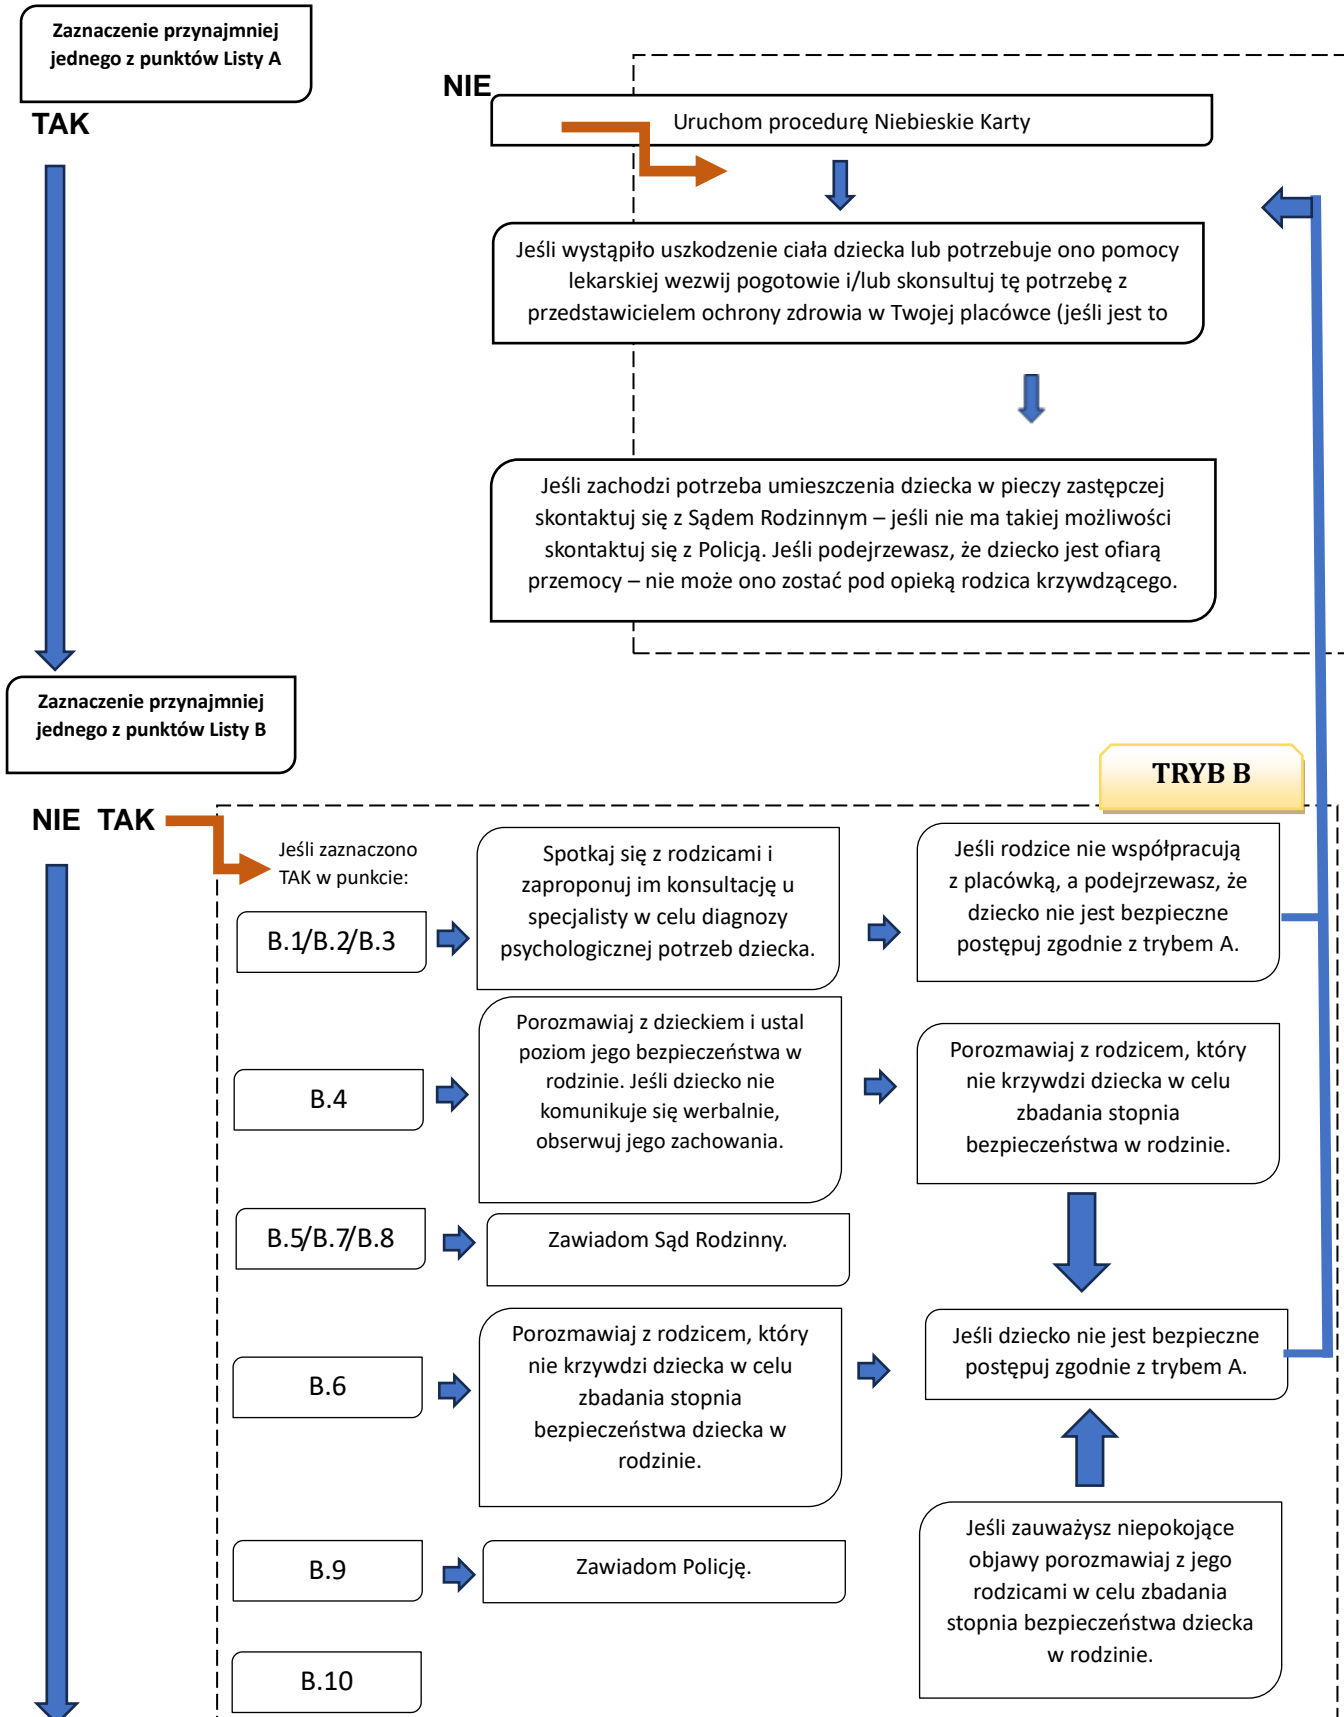 Zaznaczenie przynajmniej
jednego z punktów Listy A
TAK
NIE
Uruchom procedurę Niebieskie Karty
Jeśli wystąpiło uszkodzenie ciała dziecka lub potrzebuje ono pomocy
lekarskiej wezwij pogotowie i/lub skonsultuj tę potrzebę z
przedstawicielem ochrony zdrowia w Twojej placówce (jeśli jest to
Jeśli zachodzi potrzeba umieszczenia dziecka w pieczy zastępczej
skontaktuj się z Sądem Rodzinnym – jeśli nie ma takiej możliwości
skontaktuj się z Policją. Jeśli podejrzewasz, że dziecko jest ofiarą
przemocy – nie może ono zostać pod opieką rodzica krzywdzącego.
Zaznaczenie przynajmniej
jednego z punktów Listy B
TRYB B
NIE TAK
Jeśli zaznaczono
TAK w punkcie:
B.1/B.2/B.3
Spotkaj się z rodzicami i
zaproponuj im konsultację u
specjalisty w celu diagnozy
psychologicznej potrzeb dziecka.
Jeśli rodzice nie współpracują
z placówką, a podejrzewasz, że
dziecko nie jest bezpieczne
postępuj zgodnie z trybem A.
B.4
Porozmawiaj z dzieckiem i ustal
poziom jego bezpieczeństwa w
rodzinie. Jeśli dziecko nie
komunikuje się werbalnie,
obserwuj jego zachowania.
Porozmawiaj z rodzicem, który
nie krzywdzi dziecka w celu
zbadania stopnia
bezpieczeństwa w rodzinie.
B.5/B.7/B.8
Zawiadom Sąd Rodzinny.
B.6
Porozmawiaj z rodzicem, który
nie krzywdzi dziecka w celu
zbadania stopnia
bezpieczeństwa dziecka w
rodzinie.
Jeśli dziecko nie jest bezpieczne
postępuj zgodnie z trybem A.
B.9
Zawiadom Policję.
Jeśli zauważysz niepokojące
objawy porozmawiaj z jego
rodzicami w celu zbadania
stopnia bezpieczeństwa dziecka
w rodzinie.
B.10